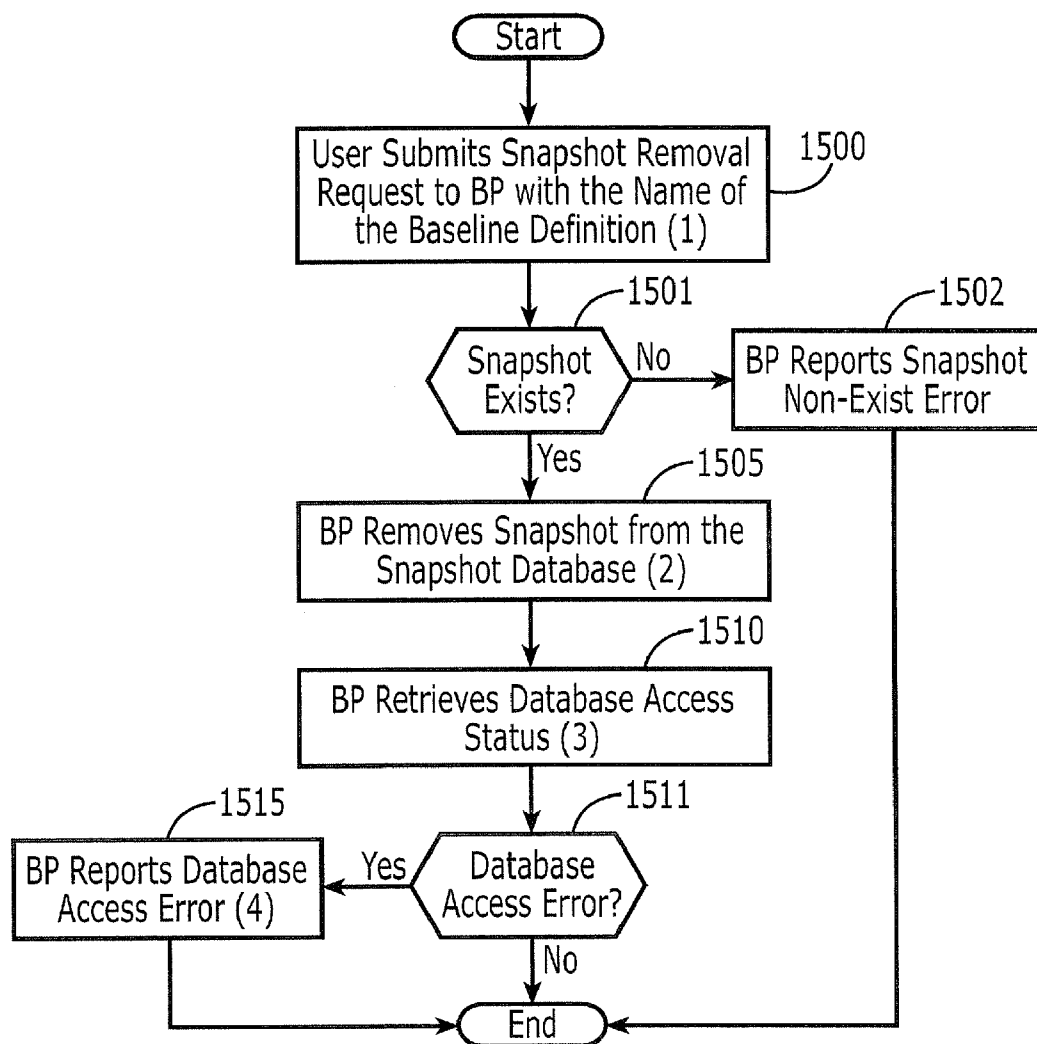 Start
User Submits Snapshot Removal
Request to BP with the Name of
the Baseline Definition (1)
1500
1501
Snapshot
Exists?
No
1502
BP Reports Snapshot
Non-Exist Error
Yes
1505
BP Removes Snapshot from the
Snapshot Database (2)
1510
BP Retrieves Database Access
Status (3)
1511
Database
Access Error?
Yes
1515
BP Reports Database
Access Error (4)
No
End